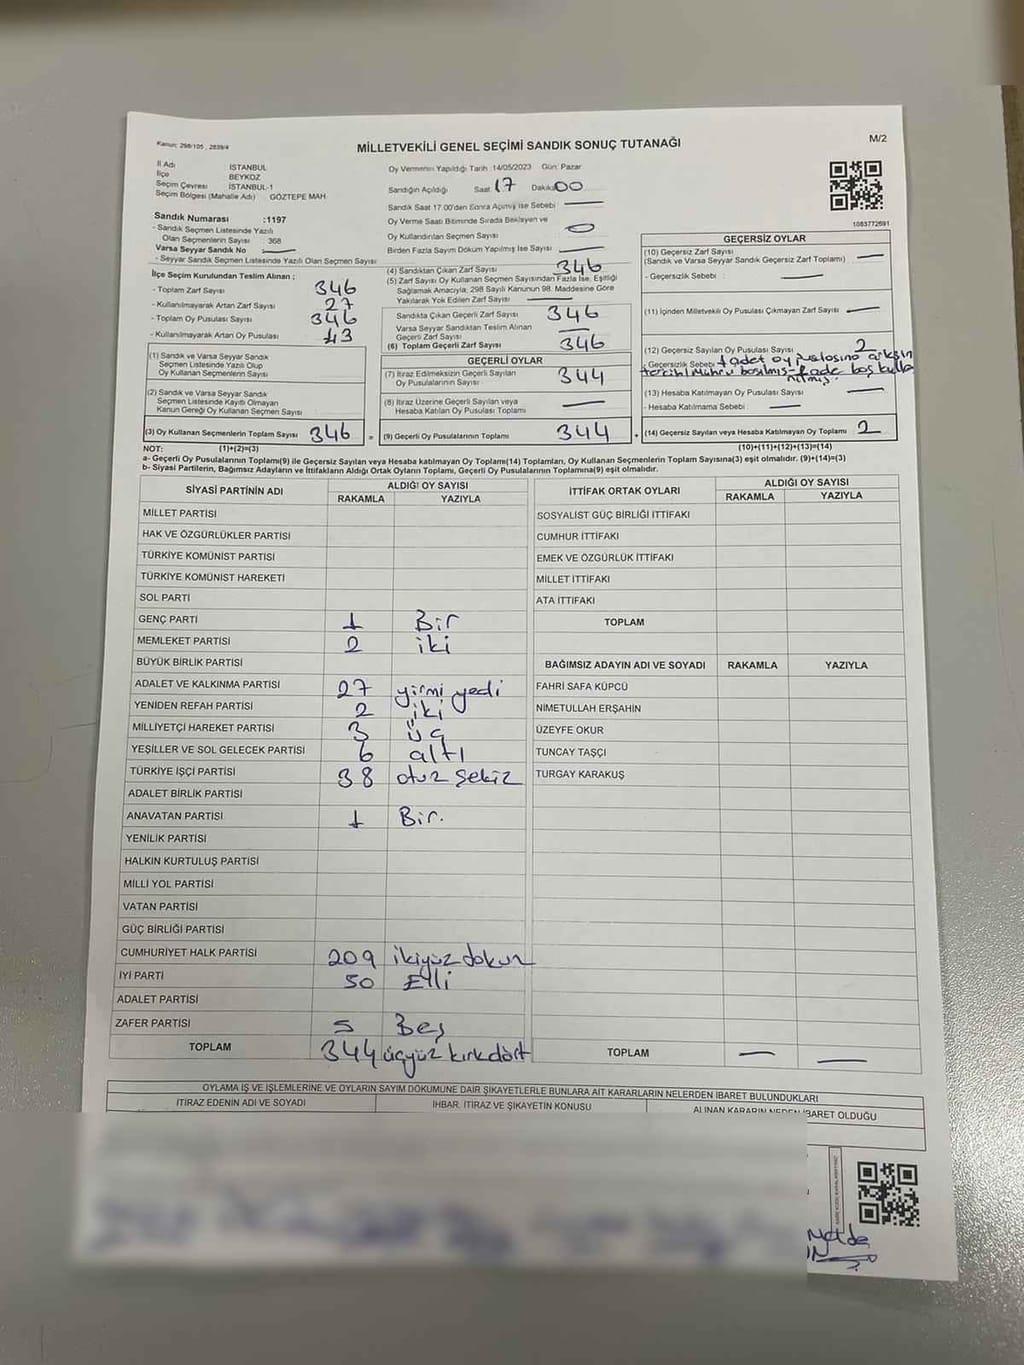 Kanun: 298/105, 2839/4
MİLLETVEKİLİ GENEL SEÇİMİ SANDIK SONUÇ TUTANAĞI
M/2
İl Adı İSTANBUL
İlçe BEYKOZ
Seçim Çevresi İSTANBUL-1
Seçim Bölgesi (Mahalle Adı) GÖZTEPE MAH
Sandık Numarası :1197
- Sandık Seçmen Listesinde Yazılı
Olan Seçmenlerin Sayısı 368
Varsa Seyyar Sandık No
- Seyyar Sandık Seçmen Listesinde Yazılı Olan Seçmen Sayısı
İlçe Seçim Kurulundan Teslim Alınan :
- Toplam Zarf Sayısı 346
- Kullanılmayarak Artan Zarf Sayısı 27
- Toplam Oy Pusulası Sayısı 346
- Kullanılmayarak Artan Oy Pusulası 43
(1) Sandık ve Varsa Seyyar Sandık
Seçmen Listesinde Yazılı Olup
Oy Kullanan Seçmenlerin Sayısı
(2) Sandık ve Varsa Seyyar Sandık
Seçmen Listesinde Kayıtlı Olmayan
Kanun Gereği Oy Kullanan Seçmen Sayısı
(3) Oy Kullanan Seçmenlerin Toplam Sayısı 346 =
Oy Vermenin Yapıldığı Tarih :14/05/2023 Gün: Pazar
Sandığın Açıldığı Saat 17 Dakika 00
Sandık Saat 17.00'den Sonra Açılmış ise Sebebi
Oy Verme Saati Bitiminde Sırada Bekleyen ve
Oy Kullandırılan Seçmen Sayısı 0
Birden Fazla Sayım Döküm Yapılmış İse Sayısı
(4) Sandıktan Çıkan Zarf Sayısı 346
(5) Zarf Sayısı Oy Kullanan Seçmen Sayısından Fazla İse, Eşitliği
Sağlamak Amacıyla, 298 Sayılı Kanunun 98. Maddesine Göre
Yakılarak Yok Edilen Zarf Sayısı
Sandıkta Çıkan Geçerli Zarf Sayısı 346
Varsa Seyyar Sandıktan Teslim Alınan
Geçerli Zarf Sayısı
(6) Toplam Geçerli Zarf Sayısı 346
GEÇERLİ OYLAR
(7) İtiraz Edilmeksizin Geçerli Sayılan
Oy Pusulalarının Sayısı 344
(8) İtiraz Üzerine Geçerli Sayılan veya
Hesaba Katılan Oy Pusulası Toplamı
(9) Geçerli Oy Pusulalarının Toplamı 344 +
1083772691
GEÇERSİZ OYLAR
(10) Geçersiz Zarf Sayısı
(Sandık ve Varsa Seyyar Sandık Geçersiz Zarf Toplamı)
- Geçersizlik Sebebi :
(11) İçinden Milletvekili Oy Pusulası Çıkmayan Zarf Sayısı
(12) Geçersiz Sayılan Oy Pusulası Sayısı 2
- Geçersizlik Sebebi 1 adet oy puslasına
tercih mührü basılmış - 1 ade boş kulla
nılmış.
(13) Hesaba Katılmayan Oy Pusulası Sayısı
- Hesaba Katılmama Sebebi :
(14) Geçersiz Sayılan veya Hesaba Katılmayan Oy Toplamı 2
NOT: (1)+(2)=(3) (10)+(11)+(12)+(13)=(14)
a- Geçerli Oy Pusulalarının Toplamı(9) ile Geçersiz Sayılan veya Hesaba katılmayan Oy Toplamı(14) Toplamları, Oy Kullanan Seçmenlerin Toplam Sayısına(3) eşit olmalıdır. (9)+(14)=(3)
b- Siyasi Partilerin, Bağımsız Adayların ve İttifakların Aldığı Ortak Oyların Toplamı, Geçerli Oy Pusulalarının Toplamına(9) eşit olmalıdır.
SİYASİ PARTİNİN ADI ALDIĞI OY SAYISI
RAKAMLA YAZIYLA
MİLLET PARTİSİ
HAK VE ÖZGÜRLÜKLER PARTİSİ
TÜRKİYE KOMÜNİST PARTİSİ
TÜRKİYE KOMÜNİST HAREKETİ
SOL PARTİ
GENÇ PARTİ 1 Bir
MEMLEKET PARTİSİ 2 iki
BÜYÜK BİRLİK PARTİSİ
ADALET VE KALKINMA PARTİSİ 27 yirmi yedi
YENİDEN REFAH PARTİSİ 2 iki
MİLLİYETÇİ HAREKET PARTİSİ 3 üç
YEŞİLLER VE SOL GELECEK PARTİSİ 6 altı
TÜRKİYE İŞÇİ PARTİSİ 38 otuz sekiz
ADALET BİRLİK PARTİSİ
ANAVATAN PARTİSİ 1 Bir.
YENİLİK PARTİSİ
HALKIN KURTULUŞ PARTİSİ
MİLLİ YOL PARTİSİ
VATAN PARTİSİ
GÜÇ BİRLİĞİ PARTİSİ
CUMHURİYET HALK PARTİSİ 209 ikiyüz dokuz
İYİ PARTİ 50 Elli
ADALET PARTİSİ
ZAFER PARTİSİ 5 Beş
TOPLAM 344 üçyüz kırkdört
İTTİFAK ORTAK OYLARI ALDIĞI OY SAYISI
RAKAMLA YAZIYLA
SOSYALİST GÜÇ BİRLİĞİ İTTİFAKI
CUMHUR İTTİFAKI
EMEK VE ÖZGÜRLÜK İTTİFAKI
MİLLET İTTİFAKI
ATA İTTİFAKI
TOPLAM
BAĞIMSIZ ADAYIN ADI VE SOYADI RAKAMLA YAZIYLA
FAHRİ SAFA KÜPCÜ
NİMETULLAH ERŞAHİN
ÜZEYFE OKUR
TUNCAY TAŞÇI
TURGAY KARAKUŞ
TOPLAM
OYLAMA İŞ VE İŞLEMLERİNE VE OYLARIN SAYIM DÖKÜMÜNE DAİR ŞİKAYETLERLE BUNLARA AİT KARARLARIN NELERDEN İBARET BULUNDUKLARI
İTİRAZ EDENİN ADI VE SOYADI İHBAR, İTİRAZ VE ŞİKAYETİN KONUSU ALINAN KARARIN NEDEN İBARET OLDUĞU